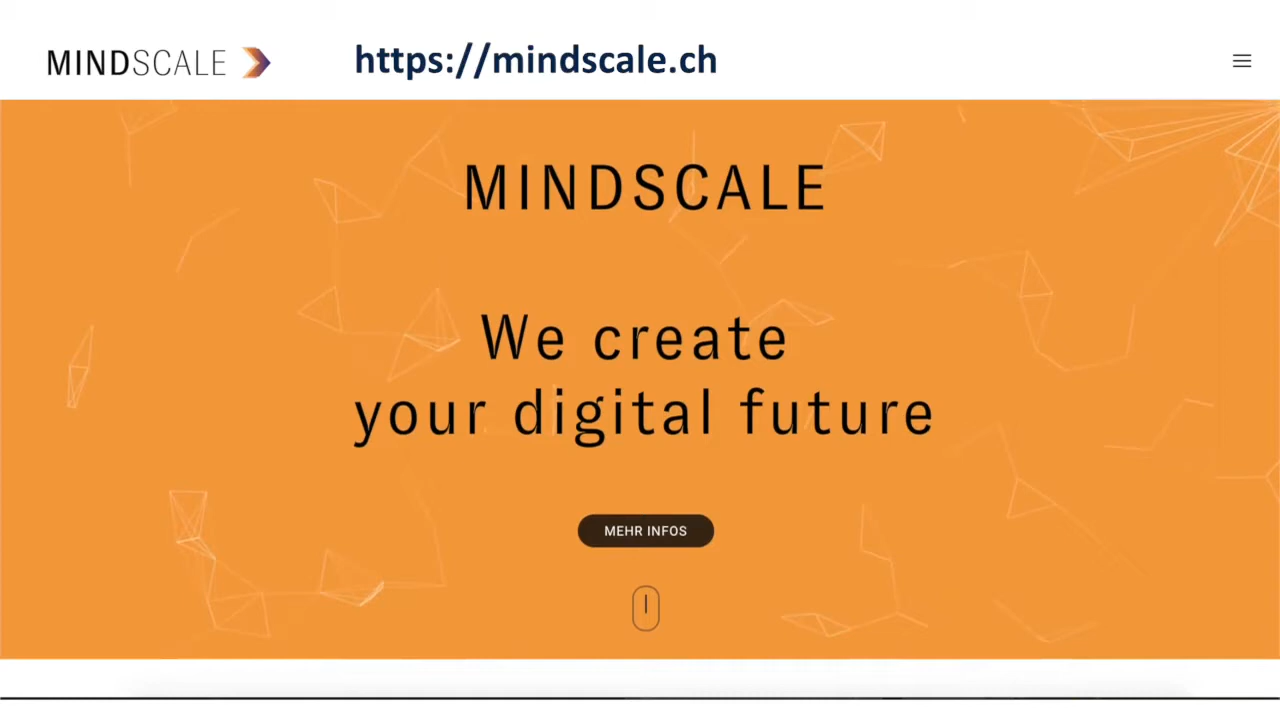 MINDSCALE
https://mindscale.ch
MINDSCALE
We create
your digital future
MEHR INFOS